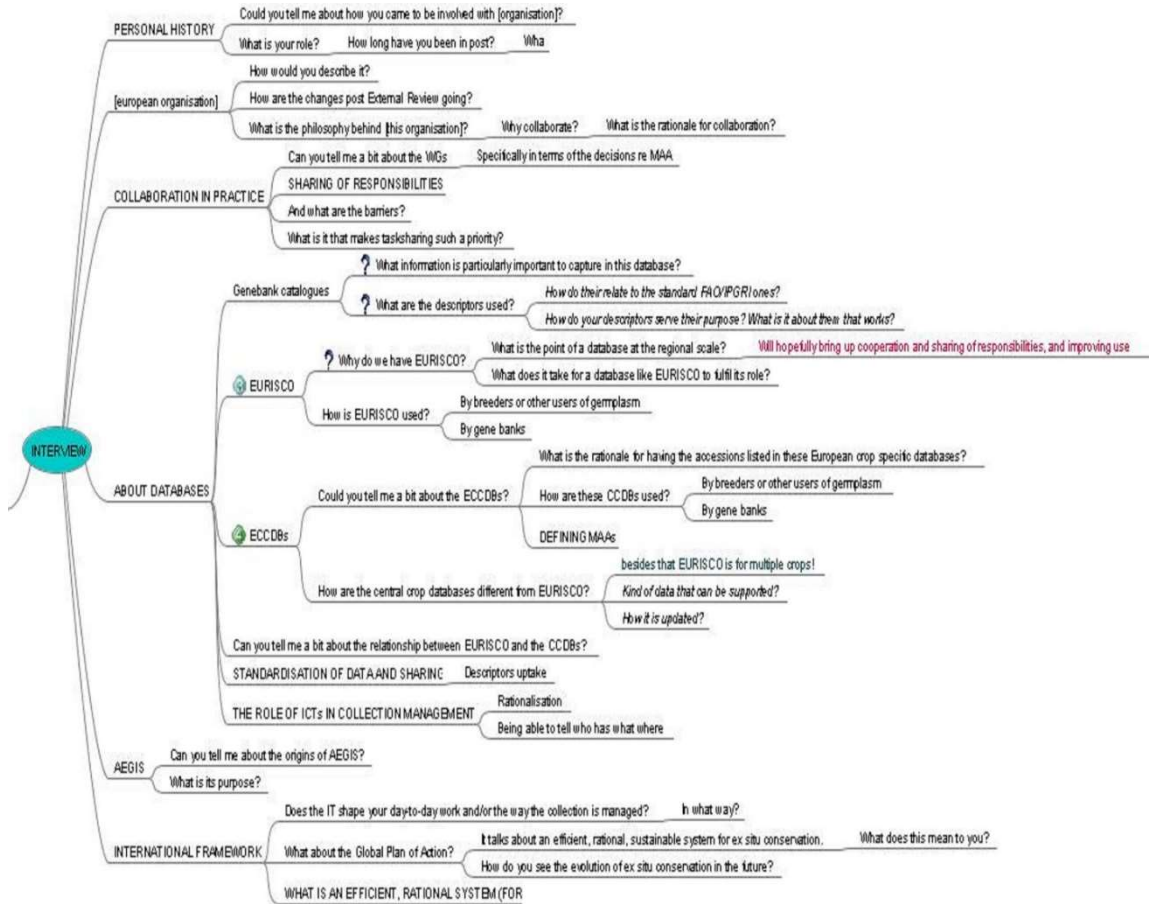 INTERVIEW
PERSONAL HISTORY
Could you tell me about how you came to be involved with [organisation]?
What is your role?
How long have you been in post?
Wha
[european organisation]
How would you describe it?
How are the changes post External Review going?
What is the philosophy behind [this organisation]?
Why collaborate?
What is the rationale for collaboration?
COLLABORATION IN PRACTICE
Can you tell me a bit about the WGs
Specifically in terms of the decisions re MAA
SHARING OF RESPONSIBILITIES
And what are the barriers?
What is it that makes tasksharing such a priority?
ABOUT DATABASES
Genebank catalogues
? What information is particularly important to capture in this database?
? What are the descriptors used?
How do their relate to the standard FAO/IPGRI ones?
How do your descriptors serve their purpose? What is it about them that works?
EURISCO
? Why do we have EURISCO?
What is the point of a database at the regional scale?
Will hopefully bring up cooperation and sharing of responsibilities, and improving use
What does it take for a database like EURISCO to fulfil its role?
How is EURISCO used?
By breeders or other users of germplasm
By gene banks
ECCDBs
Could you tell me a bit about the ECCDBs?
What is the rationale for having the accessions listed in these European crop specific databases?
How are these CCDBs used?
By breeders or other users of germplasm
By gene banks
DEFINING MAAs
How are the central crop databases different from EURISCO?
besides that EURISCO is for multiple crops!
Kind of data that can be supported?
How it is updated?
Can you tell me a bit about the relationship between EURISCO and the CCDBs?
STANDARDISATION OF DATA AND SHARING
Descriptors uptake
THE ROLE OF ICTs IN COLLECTION MANAGEMENT
Rationalisation
Being able to tell who has what where
AEGIS
Can you tell me about the origins of AEGIS?
What is its purpose?
INTERNATIONAL FRAMEWORK
Does the IT shape your day-to-day work and/or the way the collection is managed?
In what way?
What about the Global Plan of Action?
It talks about an efficient, rational, sustainable system for ex situ conservation.
What does this mean to you?
How do you see the evolution of ex situ conservation in the future?
WHAT IS AN EFFICIENT, RATIONAL SYSTEM (FOR